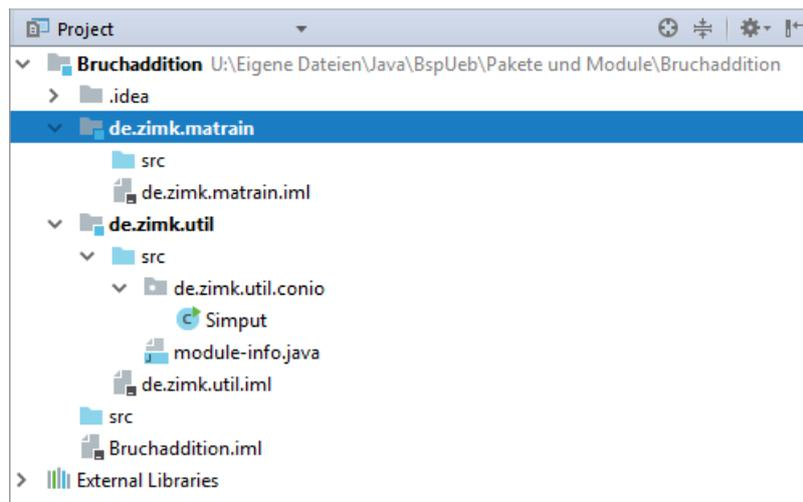 Project
Bruchaddition U:\Eigene Dateien\Java\BspUeb\Pakete und Module\Bruchaddition
.idea
de.zimk.matrain
src
de.zimk.matrain.iml
de.zimk.util
src
de.zimk.util.conio
C Simput
J module-info.java
de.zimk.util.iml
src
Bruchaddition.iml
External Libraries